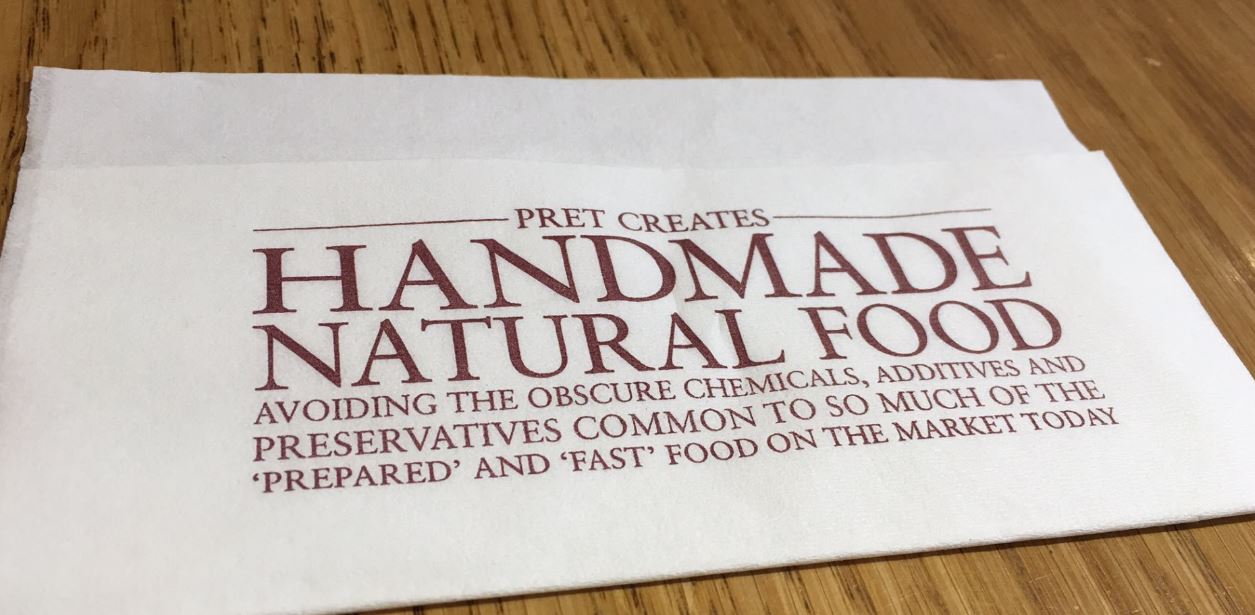 PRET CREATES
HANDMADE
NATURAL FOOD
AVOIDING THE OBSCURE CHEMICALS, ADDITIVES AND
PRESERVATIVES COMMON TO SO MUCH OF THE
‘PREPARED’ AND ‘FAST’ FOOD ON THE MARKET TODAY